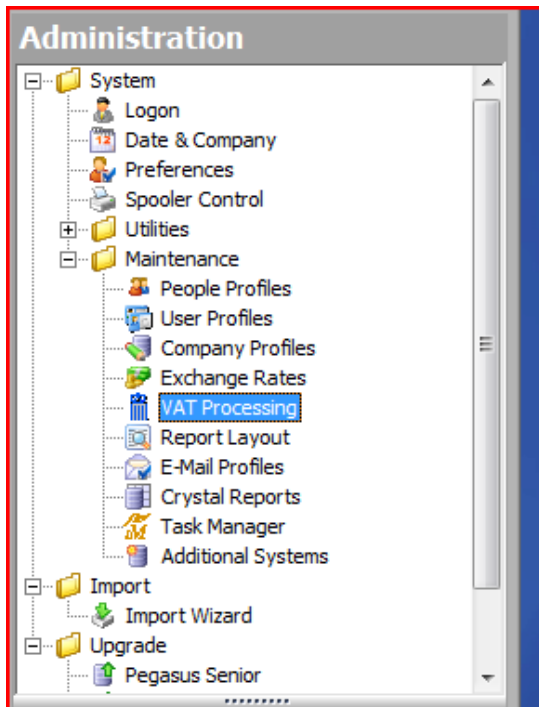 Administration
System
Logon
12
Date & Company
Preferences
Spooler Control
Utilities
Maintenance
People Profiles
User Profiles
Company Profiles
Exchange Rates
VAT Processing
Report Layout
E-Mail Profiles
Crystal Reports
Task Manager
Additional Systems
Import
Import Wizard
Upgrade
Pegasus Senior